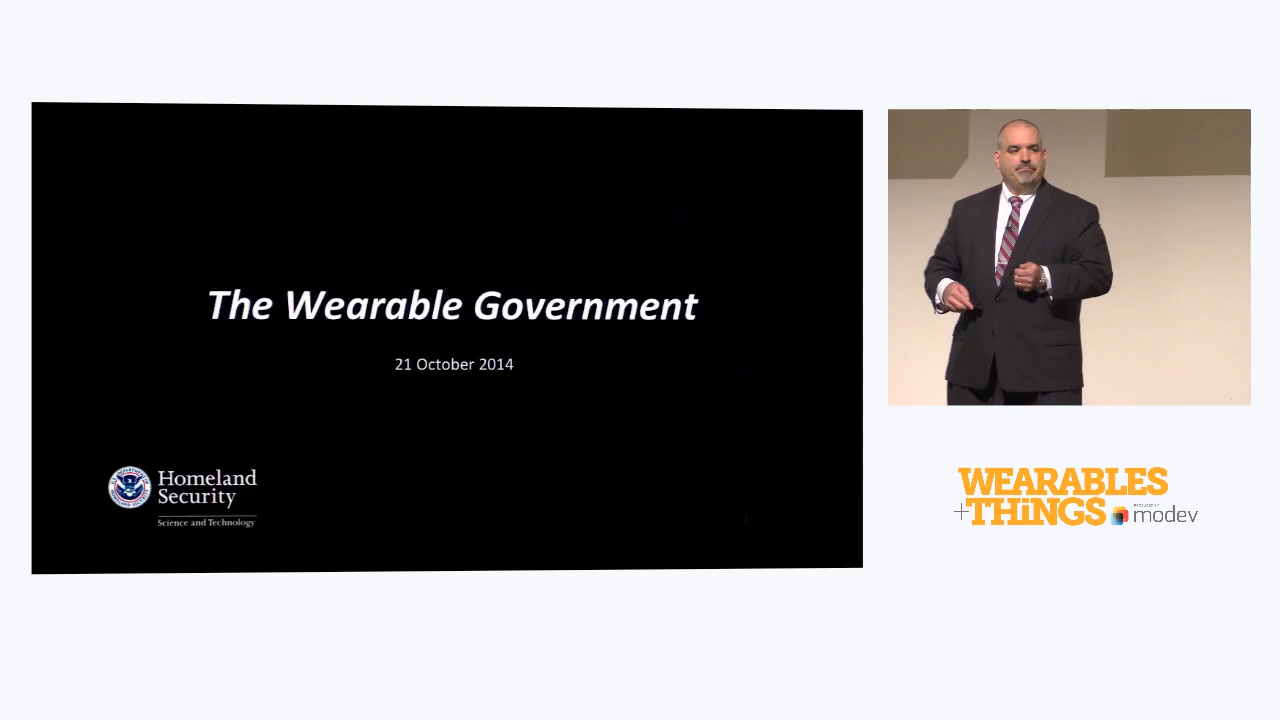 The Wearable Government
21 October 2014
Homeland
Security
Science and Technology
WEARABLES
+THiNGS
modev